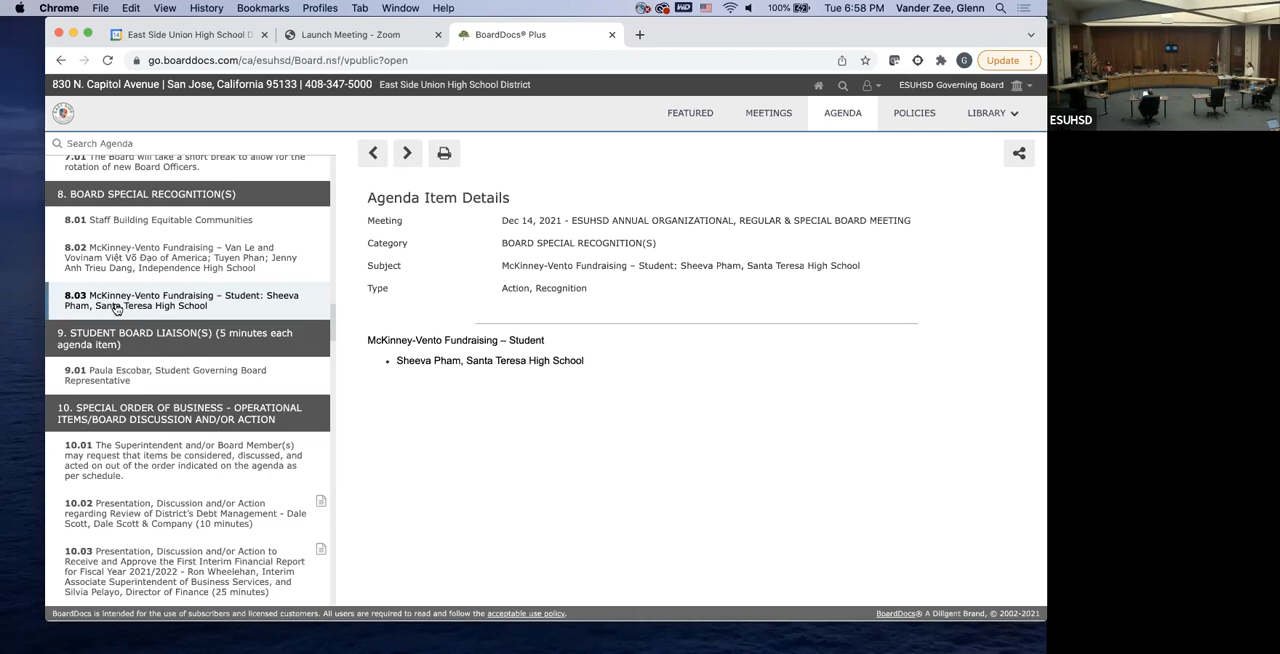 Chrome File Edit View History Bookmarks Profiles Tab Window Help 100% Tue 6:58 PM Vander Zee, Glenn
East Side Union High School D × Launch Meeting - Zoom × BoardDocs® Plus × +
go.boarddocs.com/ca/esuhsd/Board.nsf/vpublic?open G Update
830 N. Capitol Avenue | San Jose, California 95133 | 408-347-5000 East Side Union High School District ESUHSD Governing Board
FEATURED MEETINGS AGENDA POLICIES LIBRARY
ESUHSD
Search Agenda
7.01 The Board will take a short break to allow for the
rotation of new Board Officers.
8. BOARD SPECIAL RECOGNITION(S)
8.01 Staff Building Equitable Communities
8.02 McKinney-Vento Fundraising – Van Le and
Vovinam Việt Võ Đạo of America; Tuyen Phan; Jenny
Anh Trieu Dang, Independence High School
8.03 McKinney-Vento Fundraising – Student: Sheeva
Pham, Santa Teresa High School
9. STUDENT BOARD LIAISON(S) (5 minutes each
agenda item)
9.01 Paula Escobar, Student Governing Board
Representative
10. SPECIAL ORDER OF BUSINESS - OPERATIONAL
ITEMS/BOARD DISCUSSION AND/OR ACTION
10.01 The Superintendent and/or Board Member(s)
may request that items be considered, discussed, and
acted on out of the order indicated on the agenda as
per schedule.
10.02 Presentation, Discussion and/or Action
regarding Review of District's Debt Management - Dale
Scott, Dale Scott & Company (10 minutes)
10.03 Presentation, Discussion and/or Action to
Receive and Approve the First Interim Financial Report
for Fiscal Year 2021/2022 - Ron Wheelehan, Interim
Associate Superintendent of Business Services, and
Silvia Pelayo, Director of Finance (25 minutes)
Agenda Item Details
Meeting Dec 14, 2021 - ESUHSD ANNUAL ORGANIZATIONAL, REGULAR & SPECIAL BOARD MEETING
Category BOARD SPECIAL RECOGNITION(S)
Subject McKinney-Vento Fundraising – Student: Sheeva Pham, Santa Teresa High School
Type Action, Recognition
McKinney-Vento Fundraising – Student
• Sheeva Pham, Santa Teresa High School
BoardDocs is intended for the use of subscribers and licensed customers. All users are required to read and follow the acceptable use policy. BoardDocs® A Diligent Brand, © 2002-2021